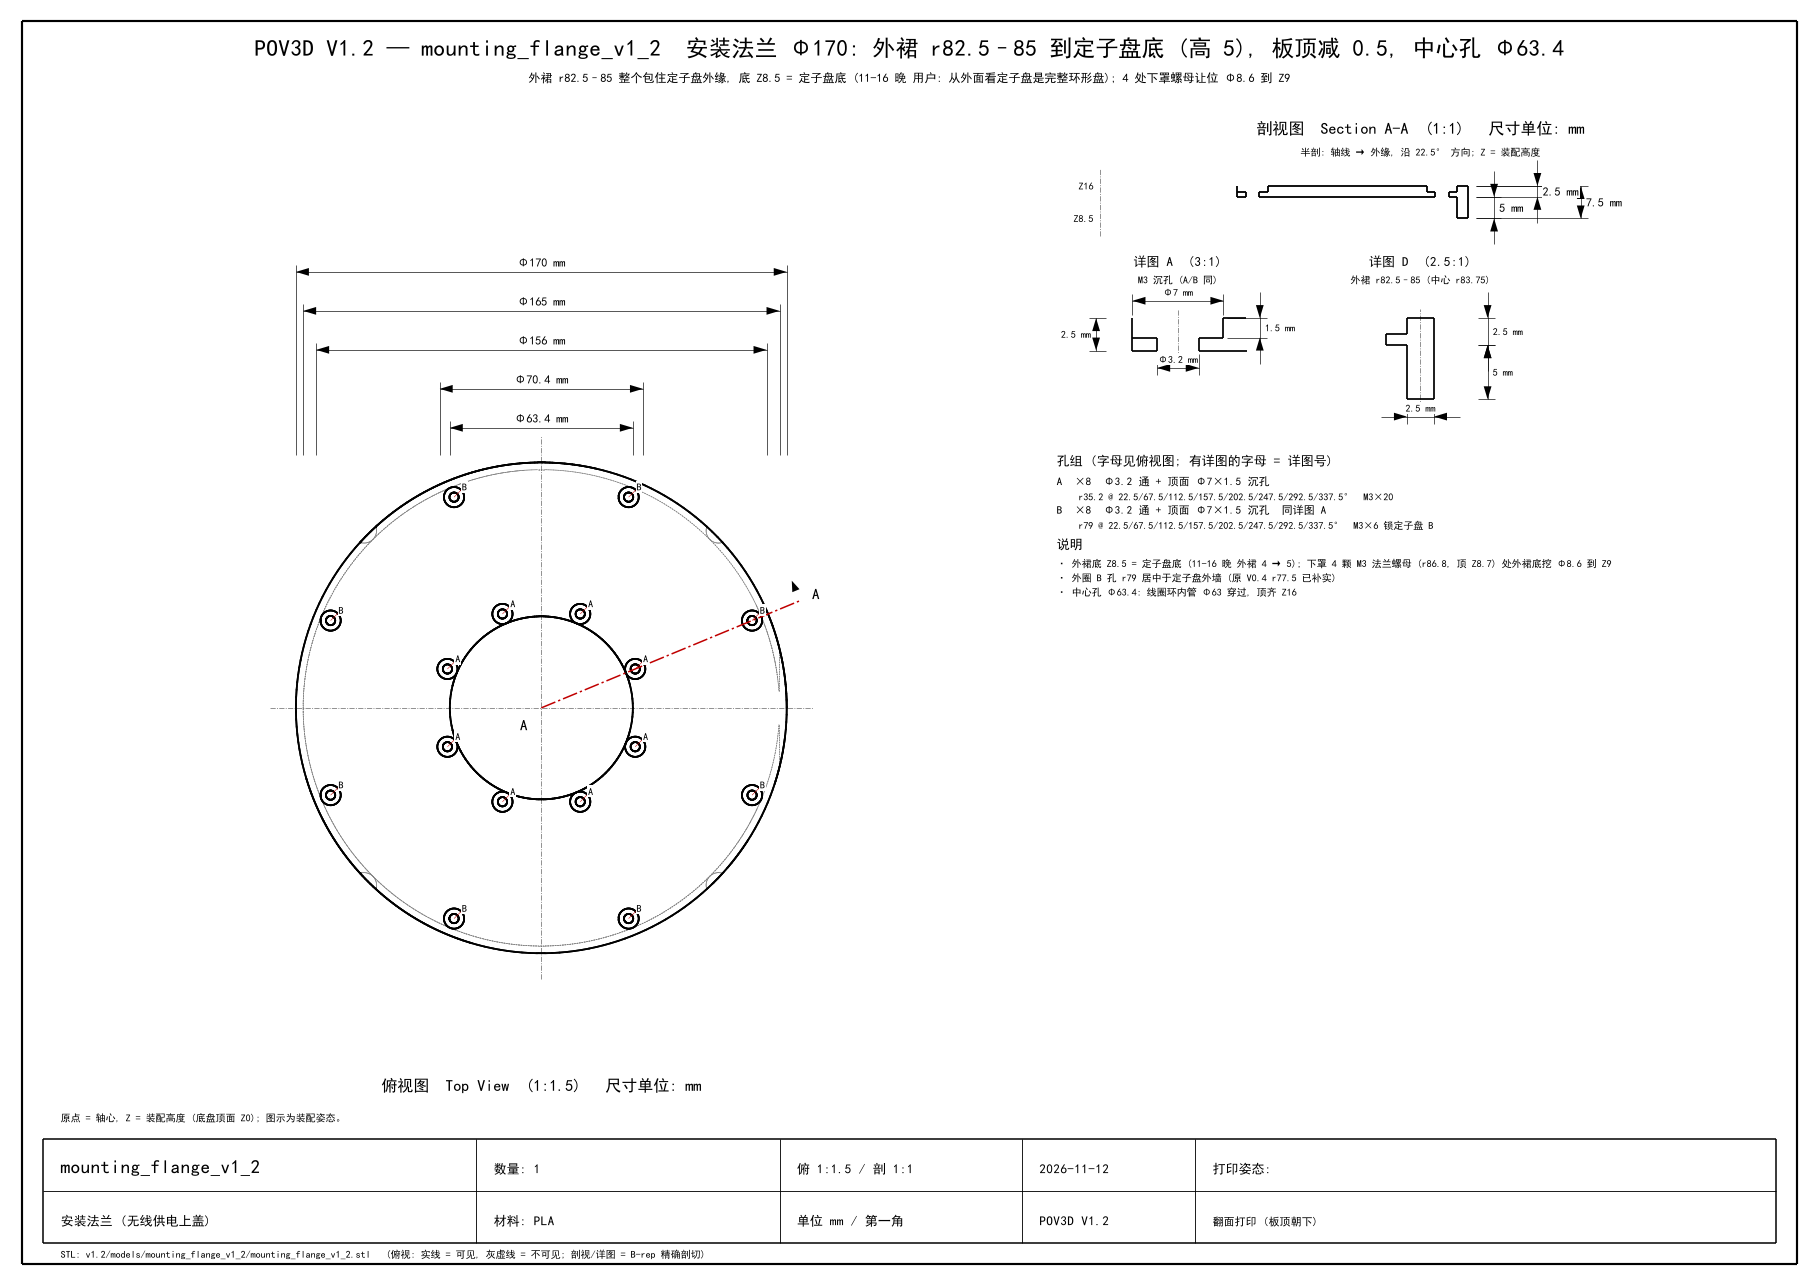 POV3D V1.2 — mounting_flange_v1_2  安装法兰 Φ170: 外裙 r82.5–85 到定子盘底 (高 5), 板顶减 0.5, 中心孔 Φ63.4
外裙 r82.5–85 整个包住定子盘外缘, 底 Z8.5 = 定子盘底 (11-16 晚 用户: 从外面看定子盘是完整环形盘); 4 处下罩螺母让位 Φ8.6 到 Z9
剖视图  Section A-A  (1:1)   尺寸单位: mm
半剖: 轴线 → 外缘, 沿 22.5° 方向; Z = 装配高度
Z16
Z8.5
2.5 mm
5 mm
7.5 mm
详图 A  (3:1)
M3 沉孔 (A/B 同)
Φ7 mm
2.5 mm
1.5 mm
Φ3.2 mm
详图 D  (2.5:1)
外裙 r82.5–85 (中心 r83.75)
2.5 mm
5 mm
2.5 mm
Φ170 mm
Φ165 mm
Φ156 mm
Φ70.4 mm
Φ63.4 mm
B
B
B
B
A
A
A
A
A
A
A
A
A
A
B
B
B
B
孔组 (字母见俯视图; 有详图的字母 = 详图号)
A  ×8  Φ3.2 通 + 顶面 Φ7×1.5 沉孔
r35.2 @ 22.5/67.5/112.5/157.5/202.5/247.5/292.5/337.5°  M3×20
B  ×8  Φ3.2 通 + 顶面 Φ7×1.5 沉孔  同详图 A
r79 @ 22.5/67.5/112.5/157.5/202.5/247.5/292.5/337.5°  M3×6 锁定子盘 B
说明
· 外裙底 Z8.5 = 定子盘底 (11-16 晚 外裙 4 → 5); 下罩 4 颗 M3 法兰螺母 (r86.8, 顶 Z8.7) 处外裙底挖 Φ8.6 到 Z9
· 外圈 B 孔 r79 居中于定子盘外墙 (原 V0.4 r77.5 已补实)
· 中心孔 Φ63.4: 线圈环内管 Φ63 穿过, 顶齐 Z16
俯视图  Top View  (1:1.5)   尺寸单位: mm
原点 = 轴心, Z = 装配高度 (底盘顶面 Z0); 图示为装配姿态。
mounting_flange_v1_2
数量: 1
俯 1:1.5 / 剖 1:1
2026-11-12
打印姿态:
安装法兰 (无线供电上盖)
材料: PLA
单位 mm / 第一角
POV3D V1.2
翻面打印 (板顶朝下)
STL: v1.2/models/mounting_flange_v1_2/mounting_flange_v1_2.stl  (俯视: 实线 = 可见, 灰虚线 = 不可见; 剖视/详图 = B-rep 精确剖切)